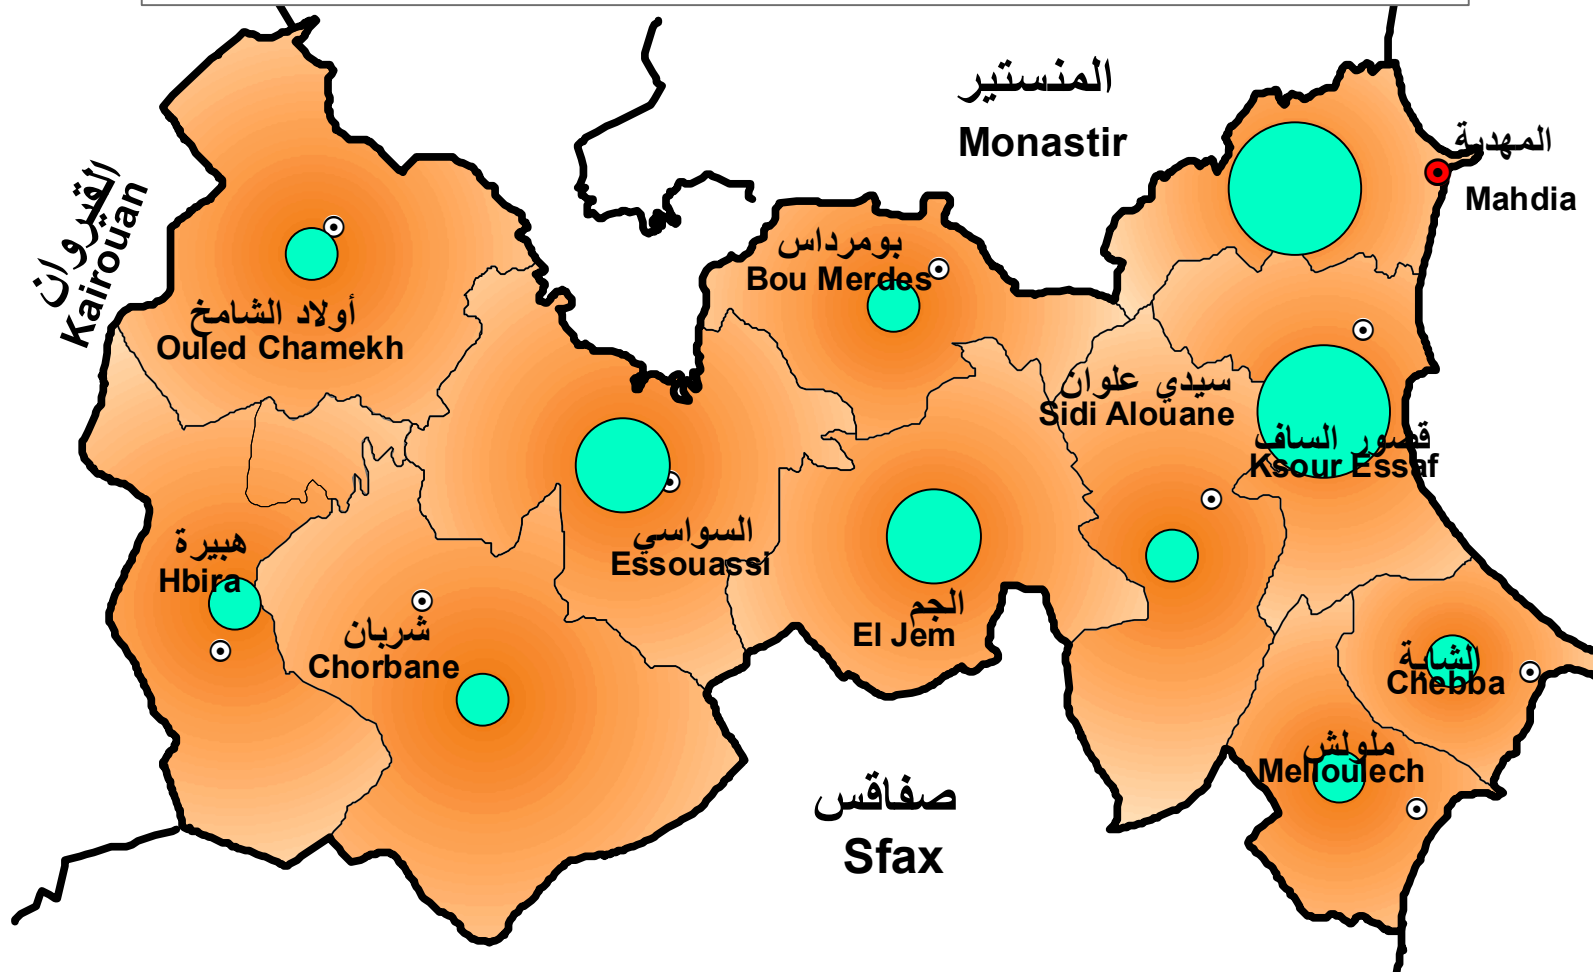 المنستير
Monastir
المهدية
Mahdia
القيروان
Kairouan
بومرداس
Bou Merdes
أولاد الشامخ
Ouled Chamekh
سيدي علوان
Sidi Alouane
قصور الساف
Ksour Essaf
السواسي
Essouassi
هبيرة
Hbira
الجم
El Jem
شربان
Chorbane
الشابة
Chebba
ملولش
Melloulech
صفاقس
Sfax